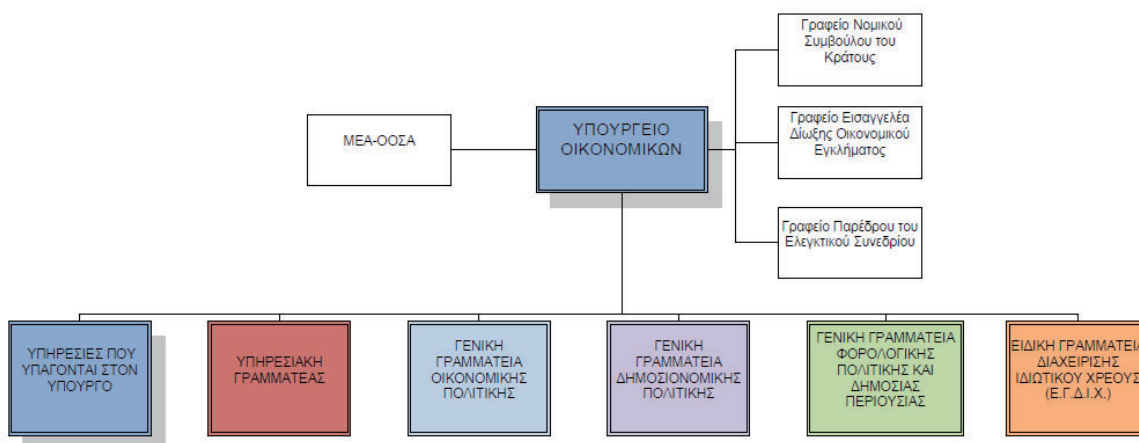 Γραφείο Νομικού
Συμβούλου του
Κράτους
ΜΕΑ-ΟΟΣΑ
ΥΠΟΥΡΓΕΙΟ
ΟΙΚΟΝΟΜΙΚΩΝ
Γραφείο Εισαγγελέα
Δίωξης Οικονομικού
Εγκλήματος
Γραφείο Παρέδρου του
Ελεγκτικού Συνεδρίου
ΥΠΗΡΕΣΙΕΣ ΠΟΥ
ΥΠΑΓΟΝΤΑΙ ΣΤΟΝ
ΥΠΟΥΡΓΟ
ΥΠΗΡΕΣΙΑΚΗ
ΓΡΑΜΜΑΤΕΑΣ
ΓΕΝΙΚΗ
ΓΡΑΜΜΑΤΕΙΑ
ΟΙΚΟΝΟΜΙΚΗΣ
ΠΟΛΙΤΙΚΗΣ
ΓΕΝΙΚΗ
ΓΡΑΜΜΑΤΕΙΑ
ΔΗΜΟΣΙΟΝΟΜΙΚΗΣ
ΠΟΛΙΤΙΚΗΣ
ΓΕΝΙΚΗ ΓΡΑΜΜΑΤΕΙΑ
ΦΟΡΟΛΟΓΙΚΗΣ
ΠΟΛΙΤΙΚΗΣ ΚΑΙ
ΔΗΜΟΣΙΑΣ
ΠΕΡΙΟΥΣΙΑΣ
ΕΙΔΙΚΗ ΓΡΑΜΜΑΤΕΙΑ
ΔΙΑΧΕΙΡΙΣΗΣ
ΙΔΙΩΤΙΚΟΥ ΧΡΕΟΥΣ
(Ε.Γ.Δ.Ι.Χ.)